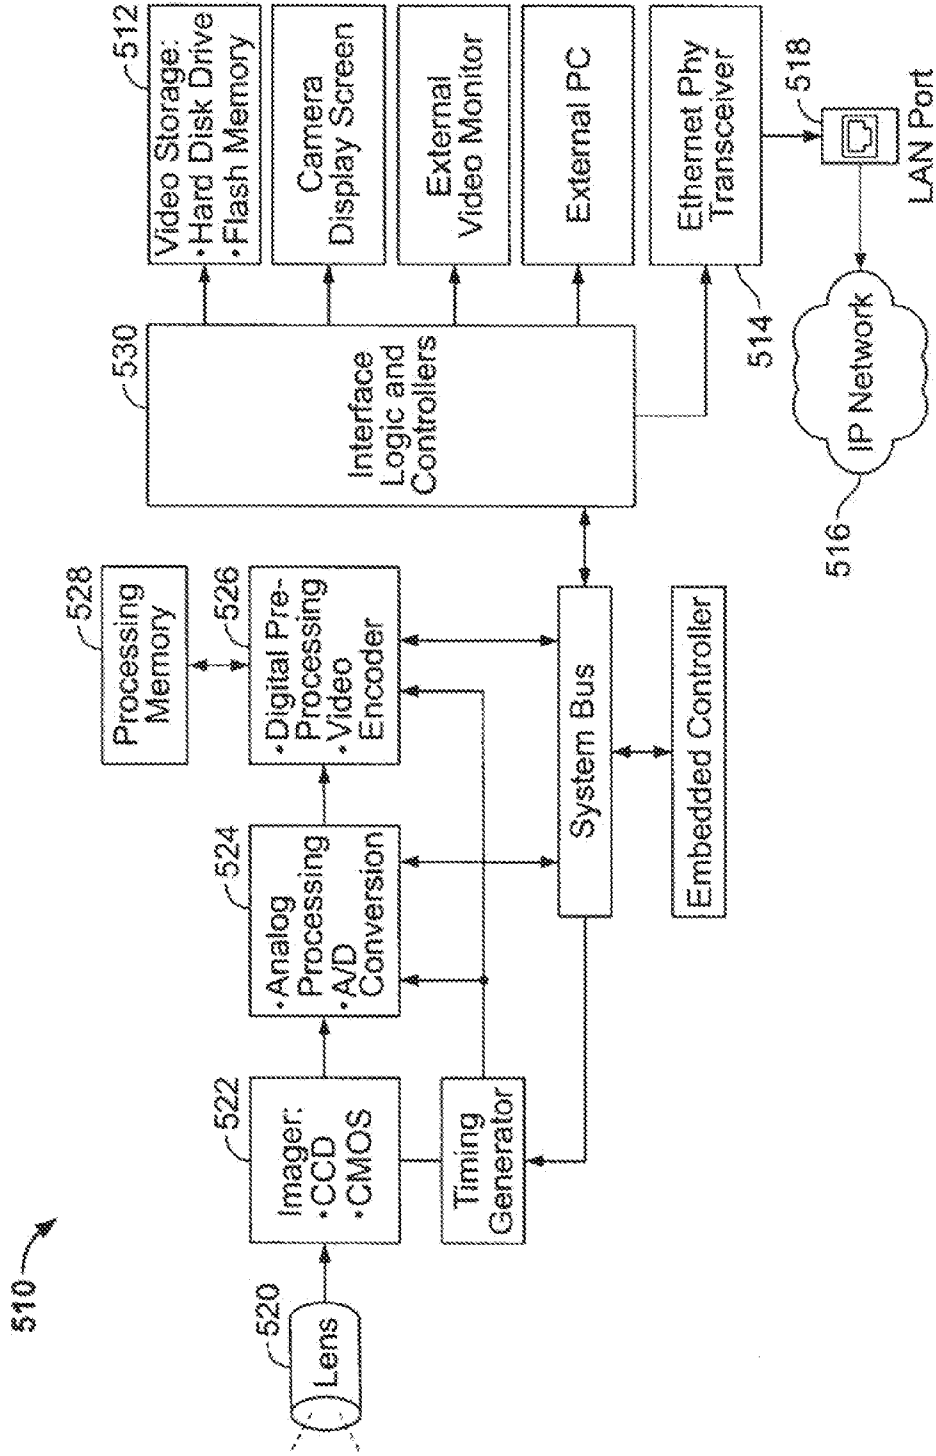 510
520
Lens
522
Imager:
•CCD
•CMOS
Timing
Generator
524
•Analog
Processing
•A/D
Conversion
528
Processing
Memory
526
•Digital Pre-
Processing
•Video
Encoder
System Bus
Embedded Controller
530
Interface
Logic and
Controllers
512
Video Storage:
•Hard Disk Drive
•Flash Memory
Camera
Display Screen
External
Video Monitor
External PC
Ethernet Phy
Transceiver
514
518
LAN Port
IP Network
516